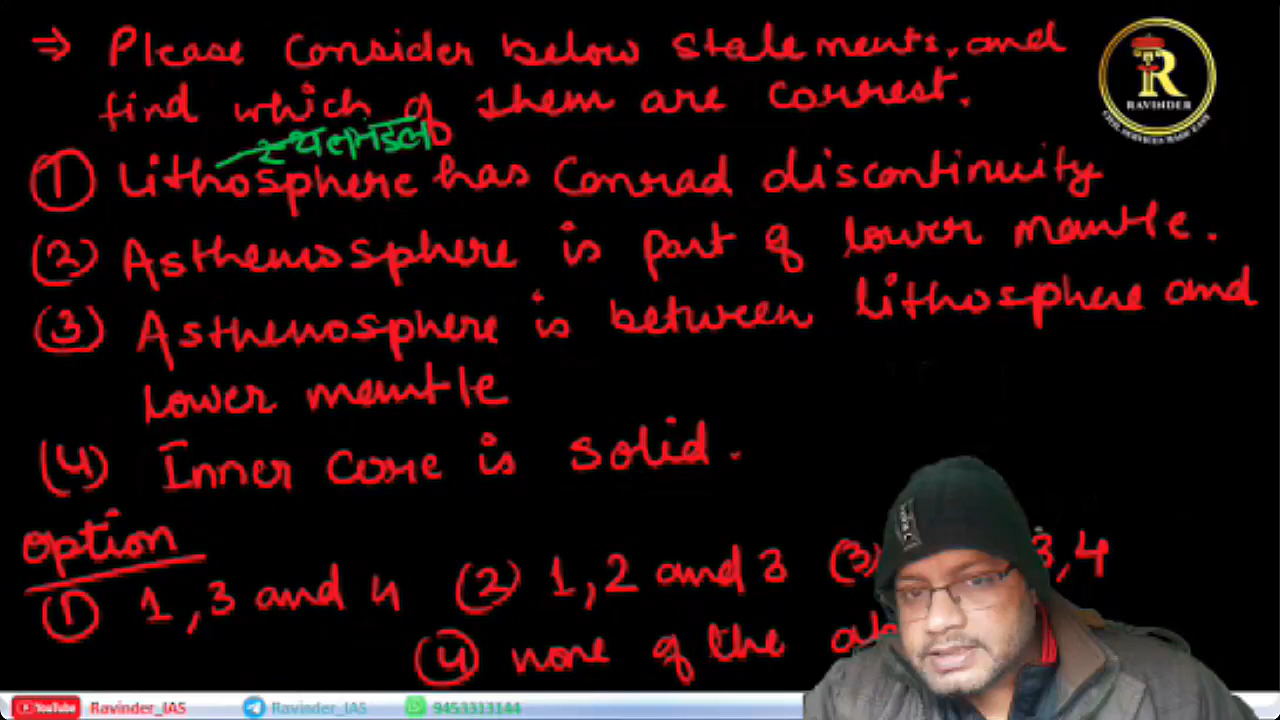 ⇒ Please Consider below statements, and
find which of them are correct.
स्थलमंडल
① Lithosphere has Conrad discontinuity
(2) Asthenosphere is part of lower mantle.
(3) Asthenosphere is between lithosphere and
lower mantle
(4) Inner core is solid.
Option
① 1, 3 and 4 (2) 1, 2 and 3 (3) 3, 4
(4) none of the
R
RAVINDER
YouTube Ravinder_IAS Ravinder_IAS 9453313144